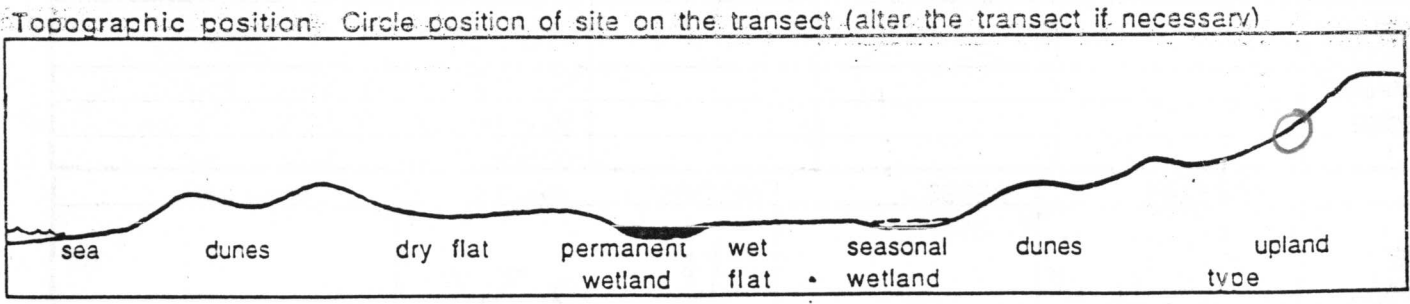 Topographic position Circle position of site on the transect (alter the transect if necessary)
sea dunes dry flat permanent wet seasonal dunes upland
wetland flat wetland type